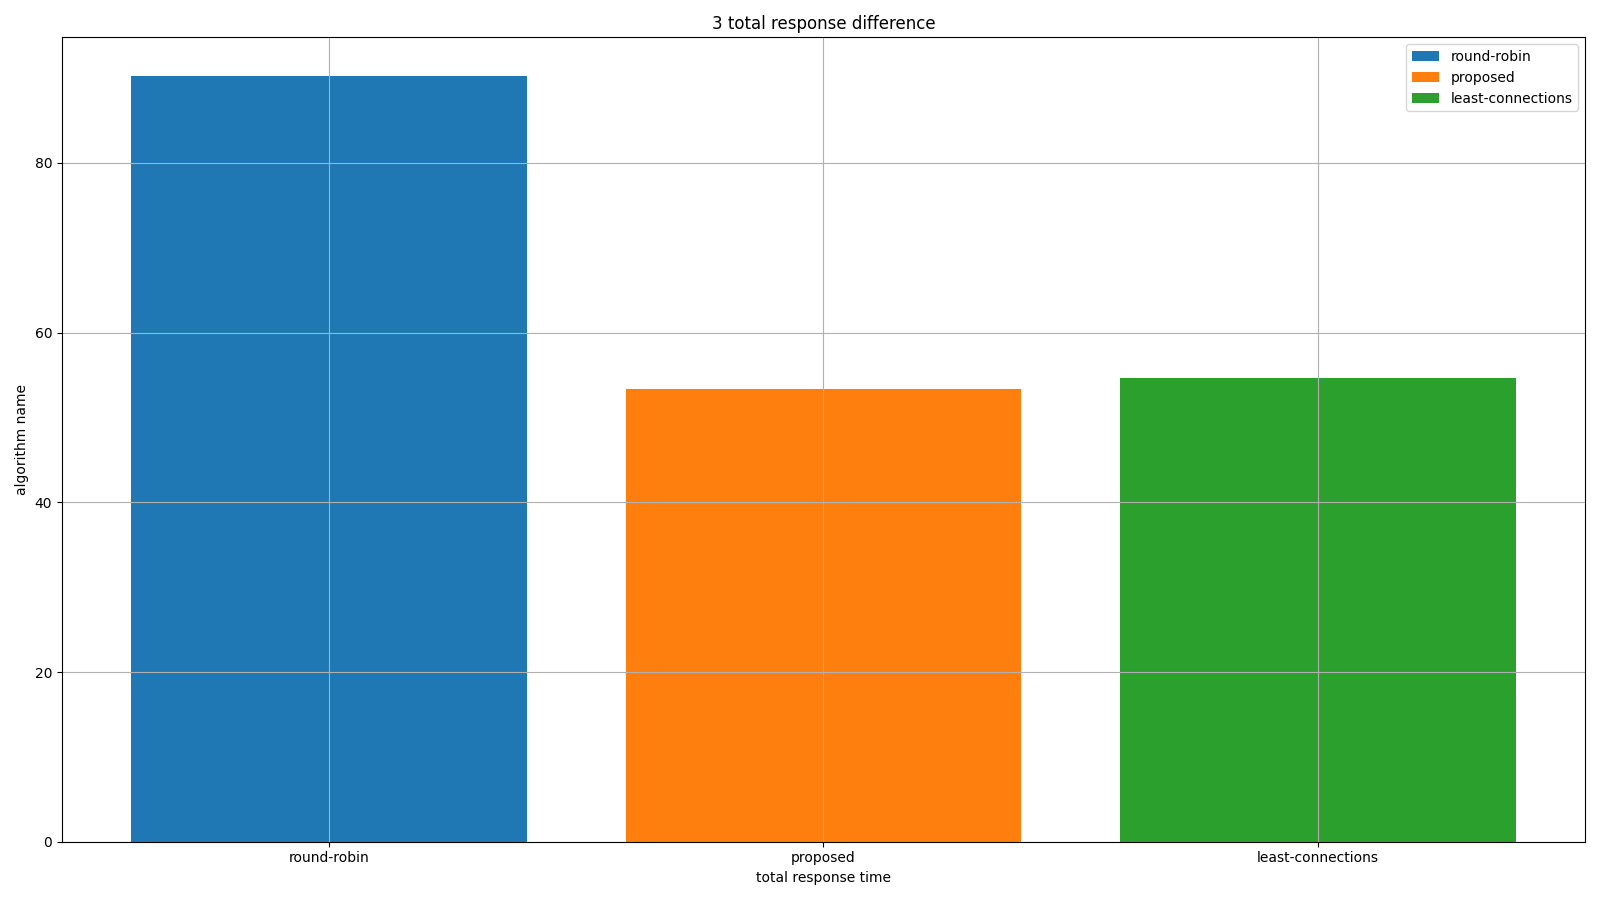 3 total response difference
round-robin
proposed
least-connections
80
60
40
20
0
algorithm name
round-robin
proposed
least-connections
total response time